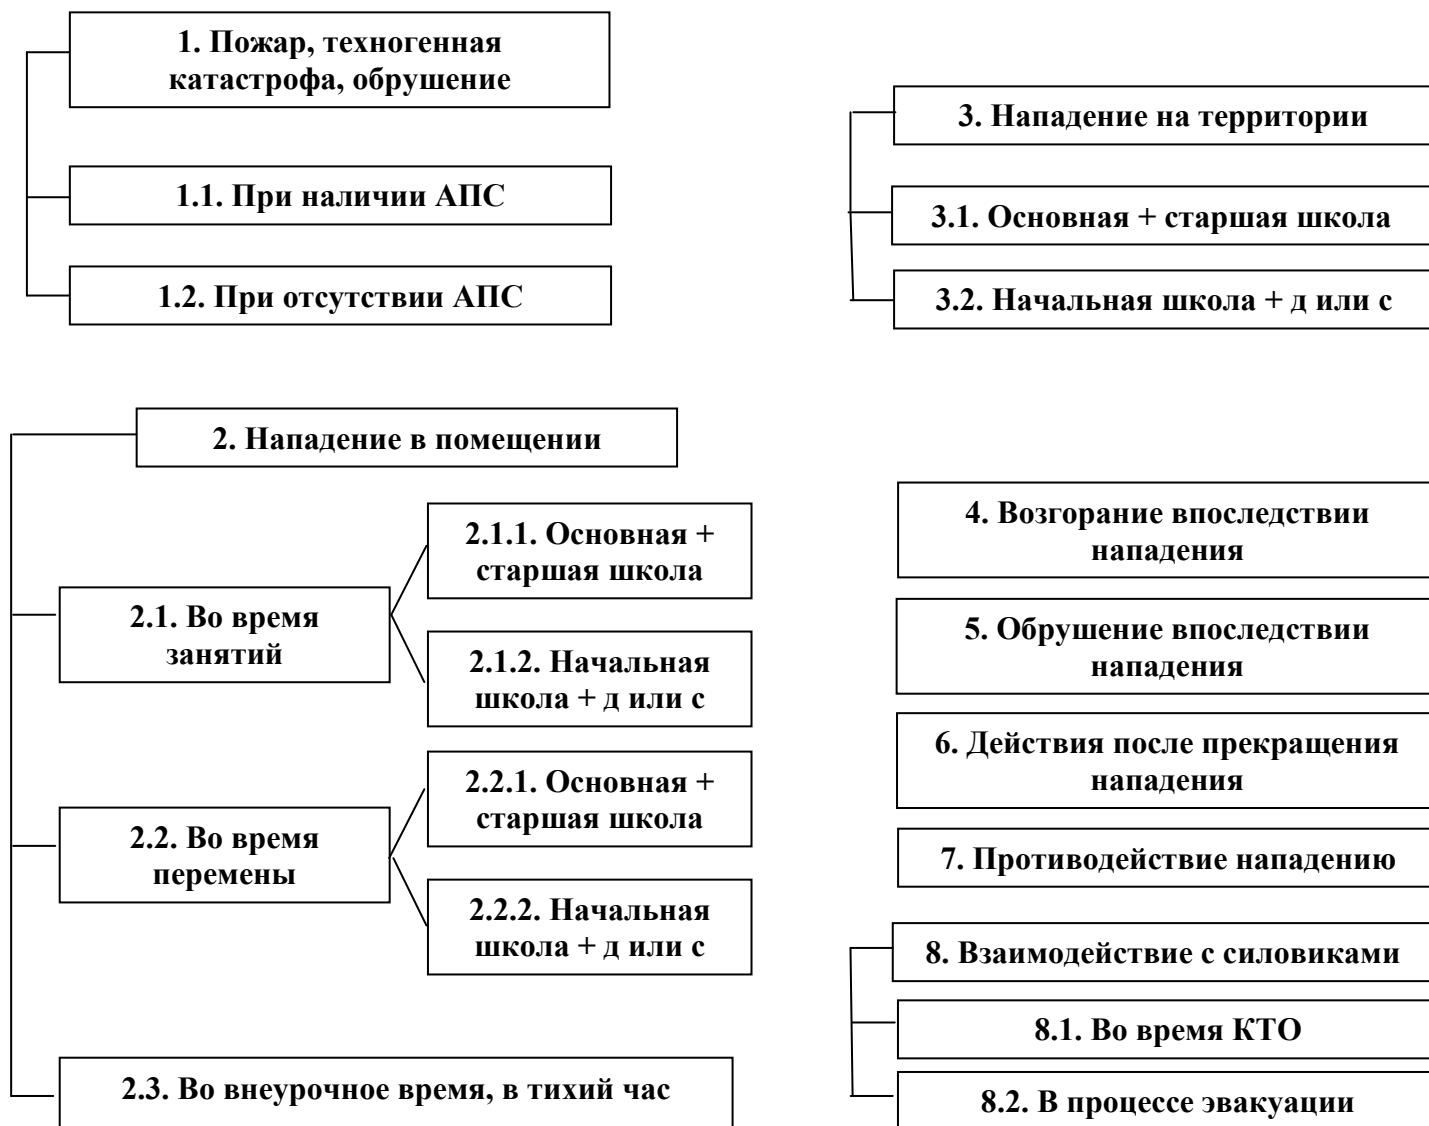 1. Пожар, техногенная
катастрофа, обрушение
1.1. При наличии АПС
1.2. При отсутствии АПС
3. Нападение на территории
3.1. Основная + старшая школа
3.2. Начальная школа + д или с
2. Нападение в помещении
2.1. Во время
занятий
2.1.1. Основная +
старшая школа
2.1.2. Начальная
школа + д или с
2.2. Во время
перемены
2.2.1. Основная +
старшая школа
2.2.2. Начальная
школа + д или с
2.3. Во внеурочное время, в тихий час
4. Возгорание впоследствии
нападения
5. Обрушение впоследствии
нападения
6. Действия после прекращения
нападения
7. Противодействие нападению
8. Взаимодействие с силовиками
8.1. Во время КТО
8.2. В процессе эвакуации